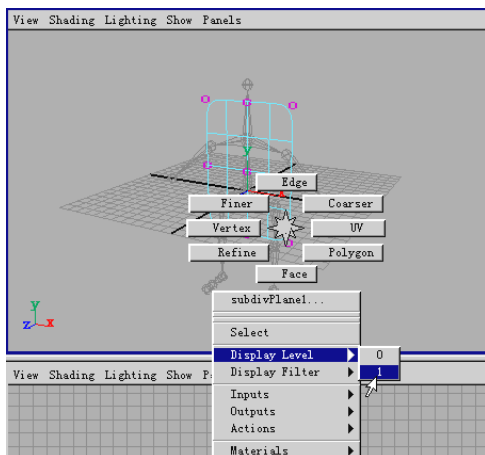 View Shading Lighting Show Panels
Y
Edge
Finer
Coarser
Vertex
UV
Refine
Polygon
Face
subdivPlane1...
y
z x
Select
Display Level
0
View Shading Lighting Show P
Display Filter
1
Inputs
Outputs
Actions
Materials